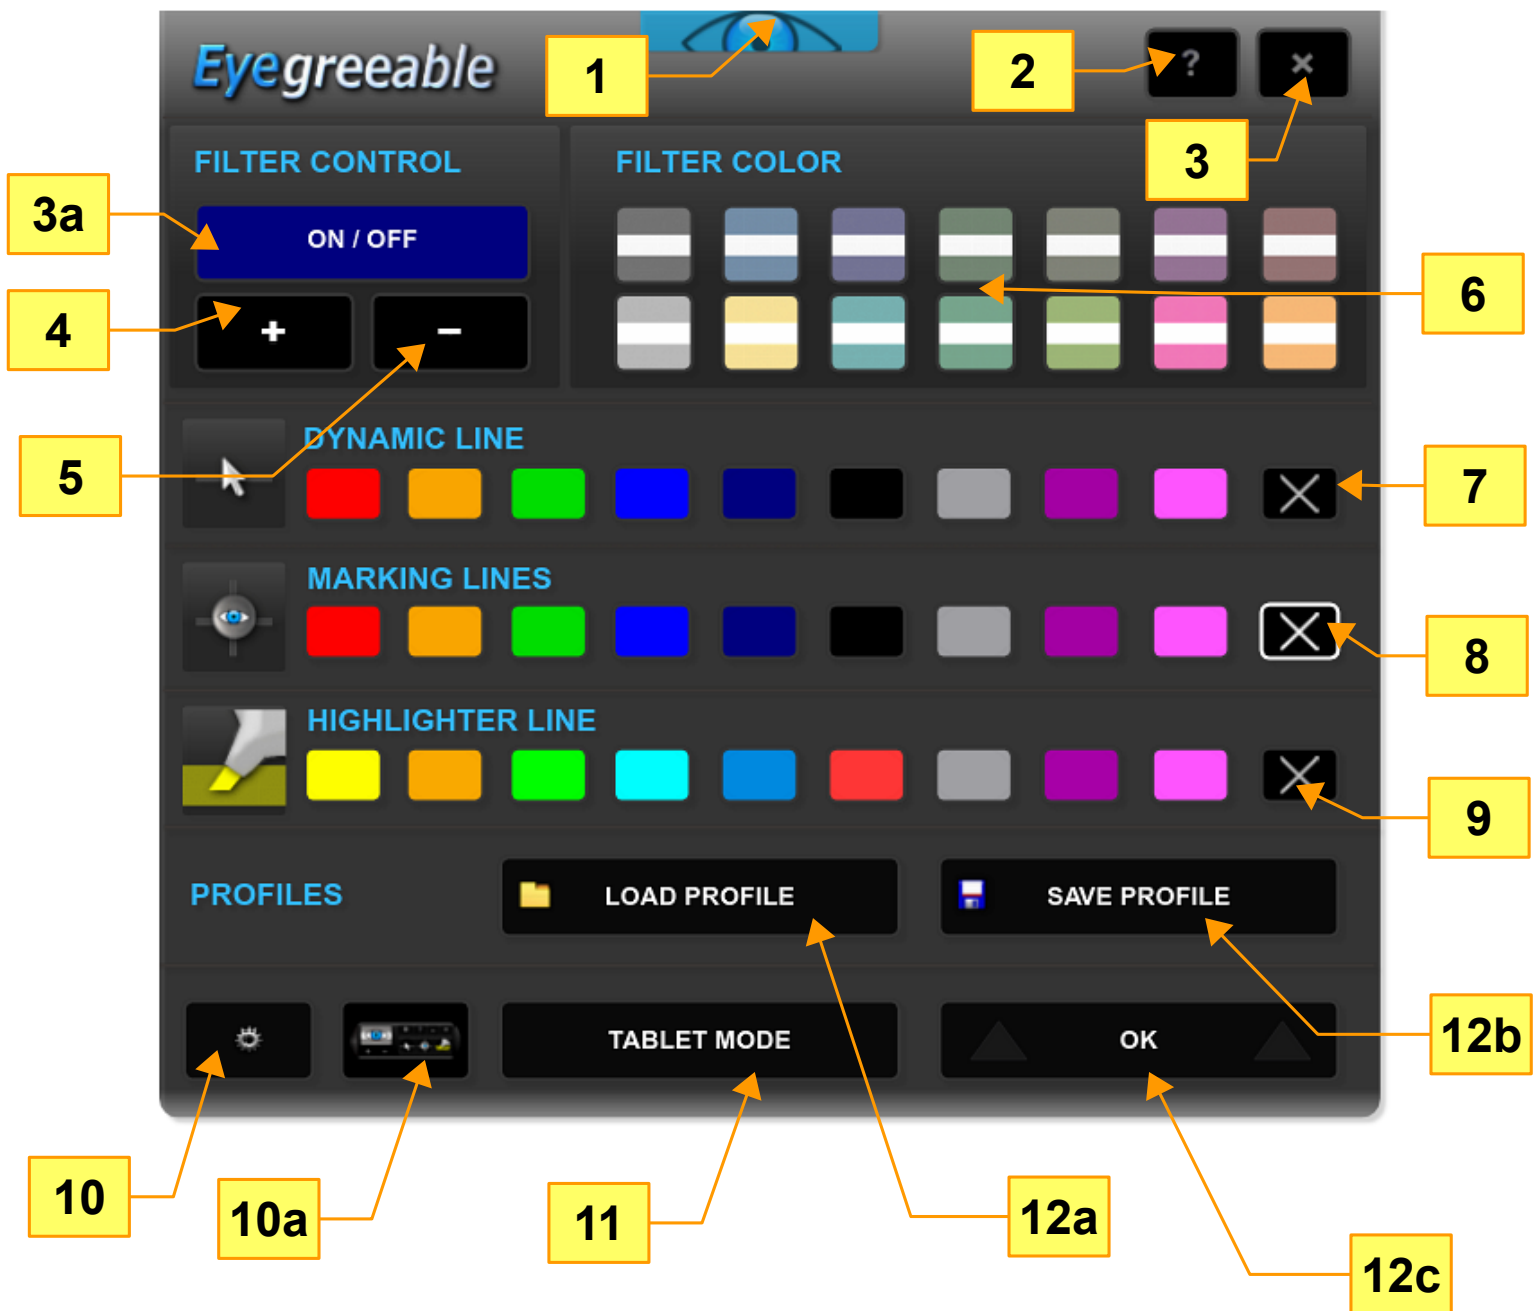 Eyegreeable
1
2
?
×
3
FILTER CONTROL
FILTER COLOR
3a
ON / OFF
6
4
+
−
5
DYNAMIC LINE
7
MARKING LINES
8
HIGHLIGHTER LINE
9
PROFILES
LOAD PROFILE
SAVE PROFILE
TABLET MODE
OK
12b
10
10a
11
12a
12c